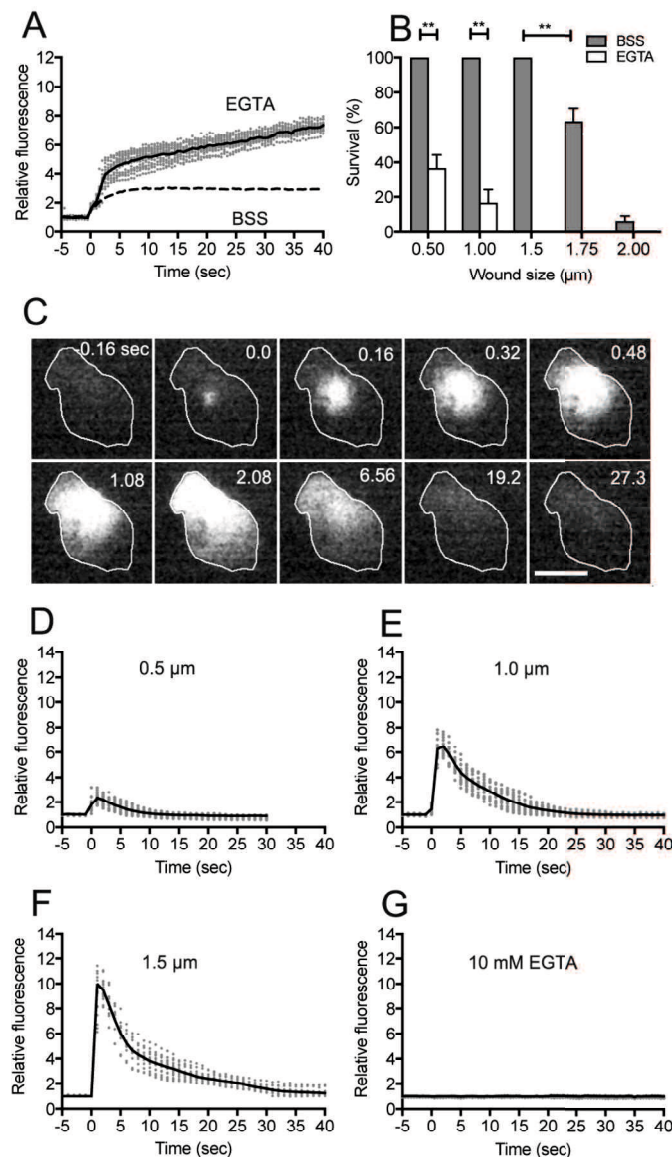 A
Relative fluorescence
12
10
8
6
4
2
0
EGTA
BSS
-5 0 5 10 15 20 25 30 35 40
Time (sec)
B
Survival (%)
100
80
60
40
20
0
** ** **
BSS
EGTA
0.50 1.00 1.5 1.75 2.00
Wound size (µm)
C
-0.16 sec 0.0 0.16 0.32 0.48
1.08 2.08 6.56 19.2 27.3
D
0.5 µm
Relative fluorescence
14
12
10
8
6
4
2
0
-5 0 5 10 15 20 25 30 35 40
Time (sec)
E
1.0 µm
Relative fluorescence
14
12
10
8
6
4
2
0
-5 0 5 10 15 20 25 30 35 40
Time (sec)
F
1.5 µm
Relative fluorescence
14
12
10
8
6
4
2
0
-5 0 5 10 15 20 25 30 35 40
Time (sec)
G
10 mM EGTA
Relative fluorescence
14
12
10
8
6
4
2
0
-5 0 5 10 15 20 25 30 35 40
Time (sec)